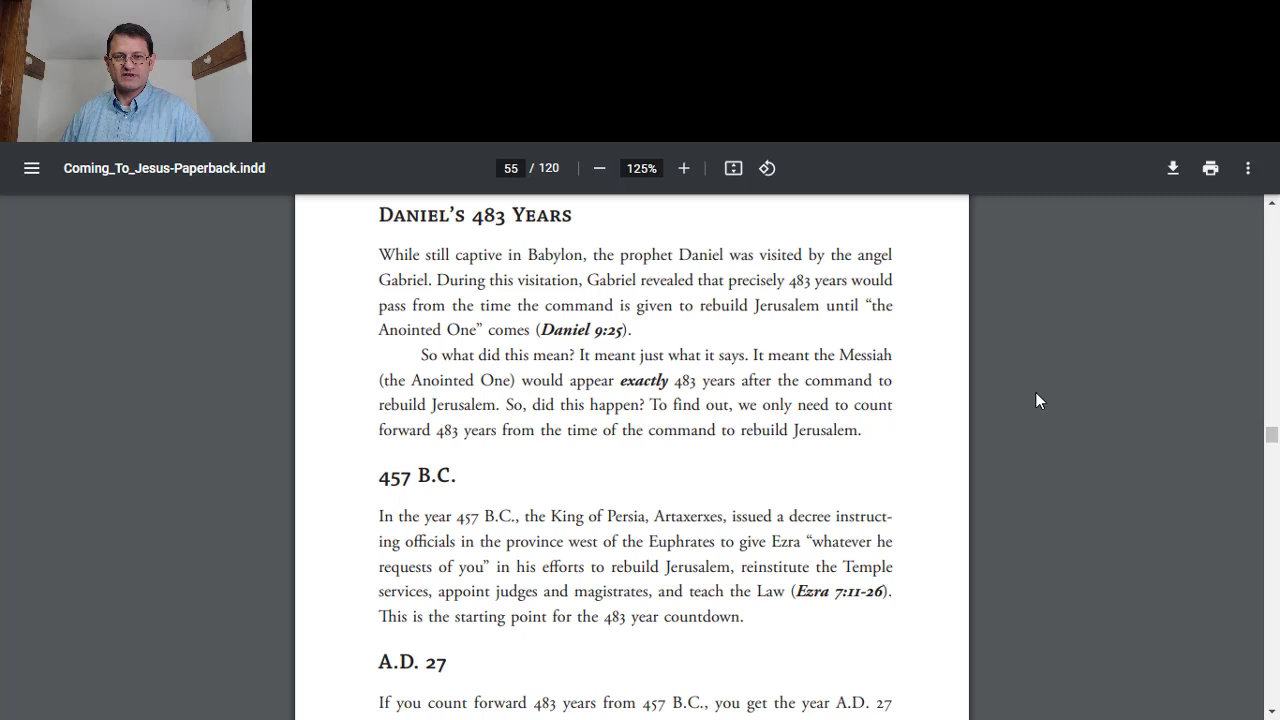 Coming_To_Jesus-Paperback.indd
55 / 120
125%
Daniel's 483 Years
While still captive in Babylon, the prophet Daniel was visited by the angel
Gabriel. During this visitation, Gabriel revealed that precisely 483 years would
pass from the time the command is given to rebuild Jerusalem until “the
Anointed One” comes (Daniel 9:25).
So what did this mean? It meant just what it says. It meant the Messiah
(the Anointed One) would appear exactly 483 years after the command to
rebuild Jerusalem. So, did this happen? To find out, we only need to count
forward 483 years from the time of the command to rebuild Jerusalem.
457 B.C.
In the year 457 B.C., the King of Persia, Artaxerxes, issued a decree instruct-
ing officials in the province west of the Euphrates to give Ezra “whatever he
requests of you” in his efforts to rebuild Jerusalem, reinstitute the Temple
services, appoint judges and magistrates, and teach the Law (Ezra 7:11-26).
This is the starting point for the 483 year countdown.
A.D. 27
If you count forward 483 years from 457 B.C., you get the year A.D. 27